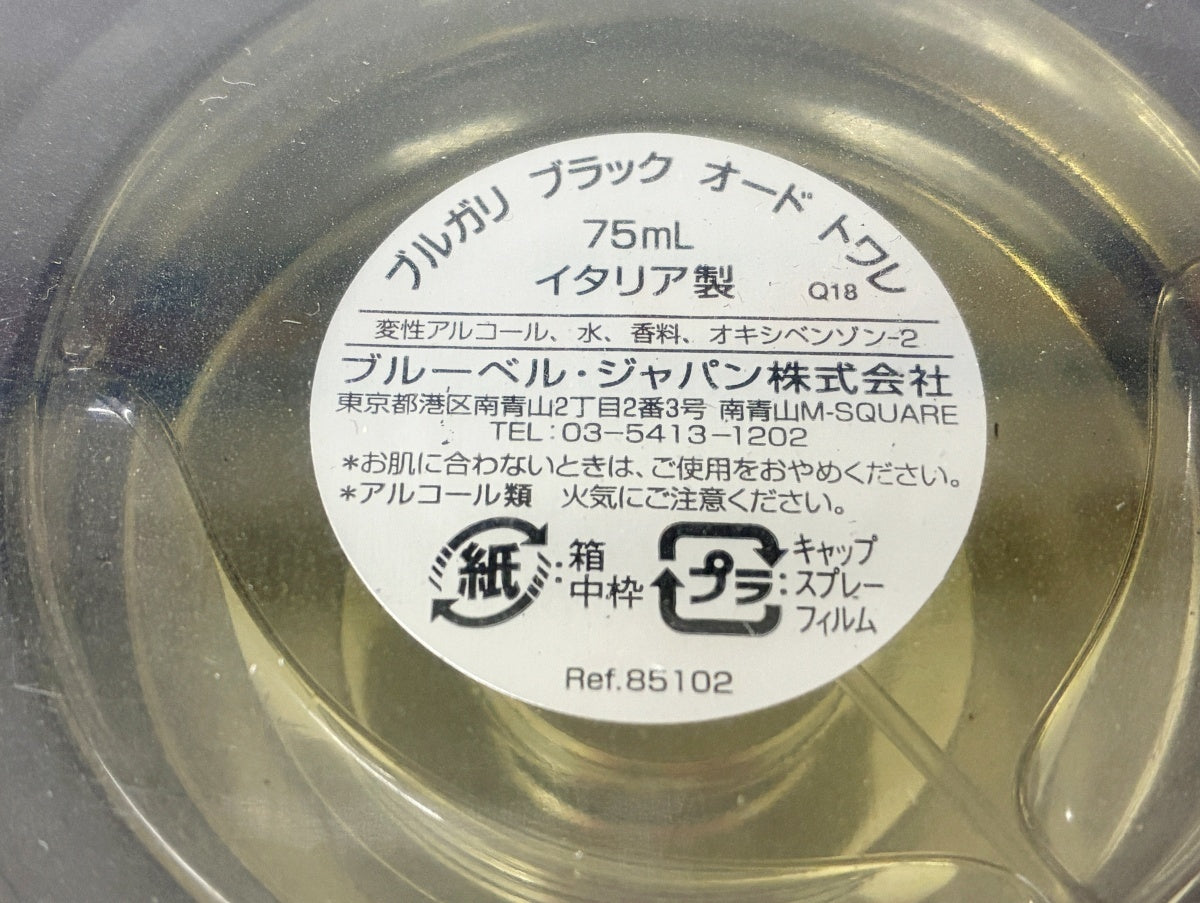 ブルガリ ブラック オード トワレ
75mL
イタリア製 Q18
変性アルコール、水、香料、オキシベンゾン-2
ブルーベル・ジャパン株式会社
東京都港区南青山2丁目2番3号 南青山M-SQUARE
TEL:03-5413-1202
*お肌に合わないときは、ご使用をおやめください。
*アルコール類 火気にご注意ください。
紙:箱 中枠
プラ:キャップ スプレー フィルム
Ref.85102